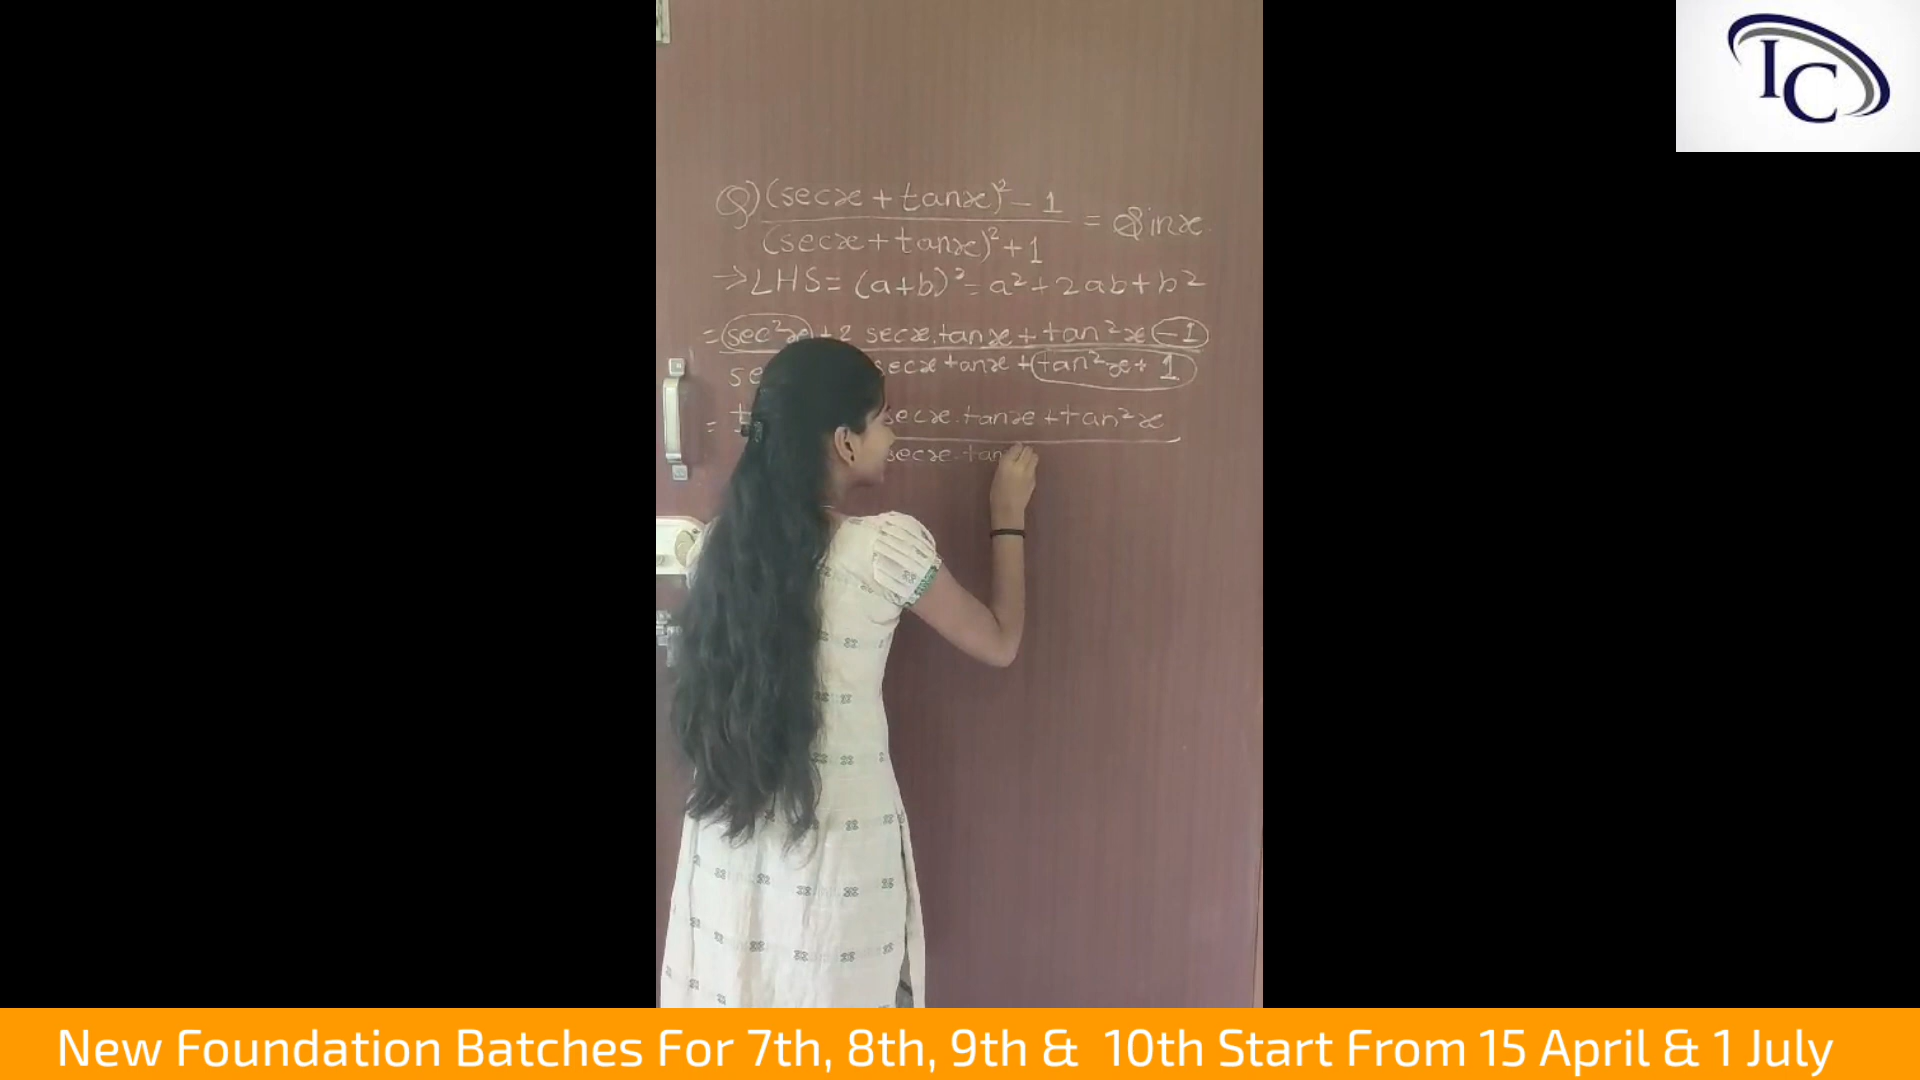 IC
Q) (secx + tanx)² - 1
(secx + tanx)² + 1
= Sinx.
→ LHS = (a+b)² = a² + 2ab + b²
= sec²x + 2 secx.tanx + tan²x - 1
secx tanx + tan²x + 1
= secx.tanx + tan²x
secx.tan
New Foundation Batches For 7th, 8th, 9th & 10th Start From 15 April & 1 July